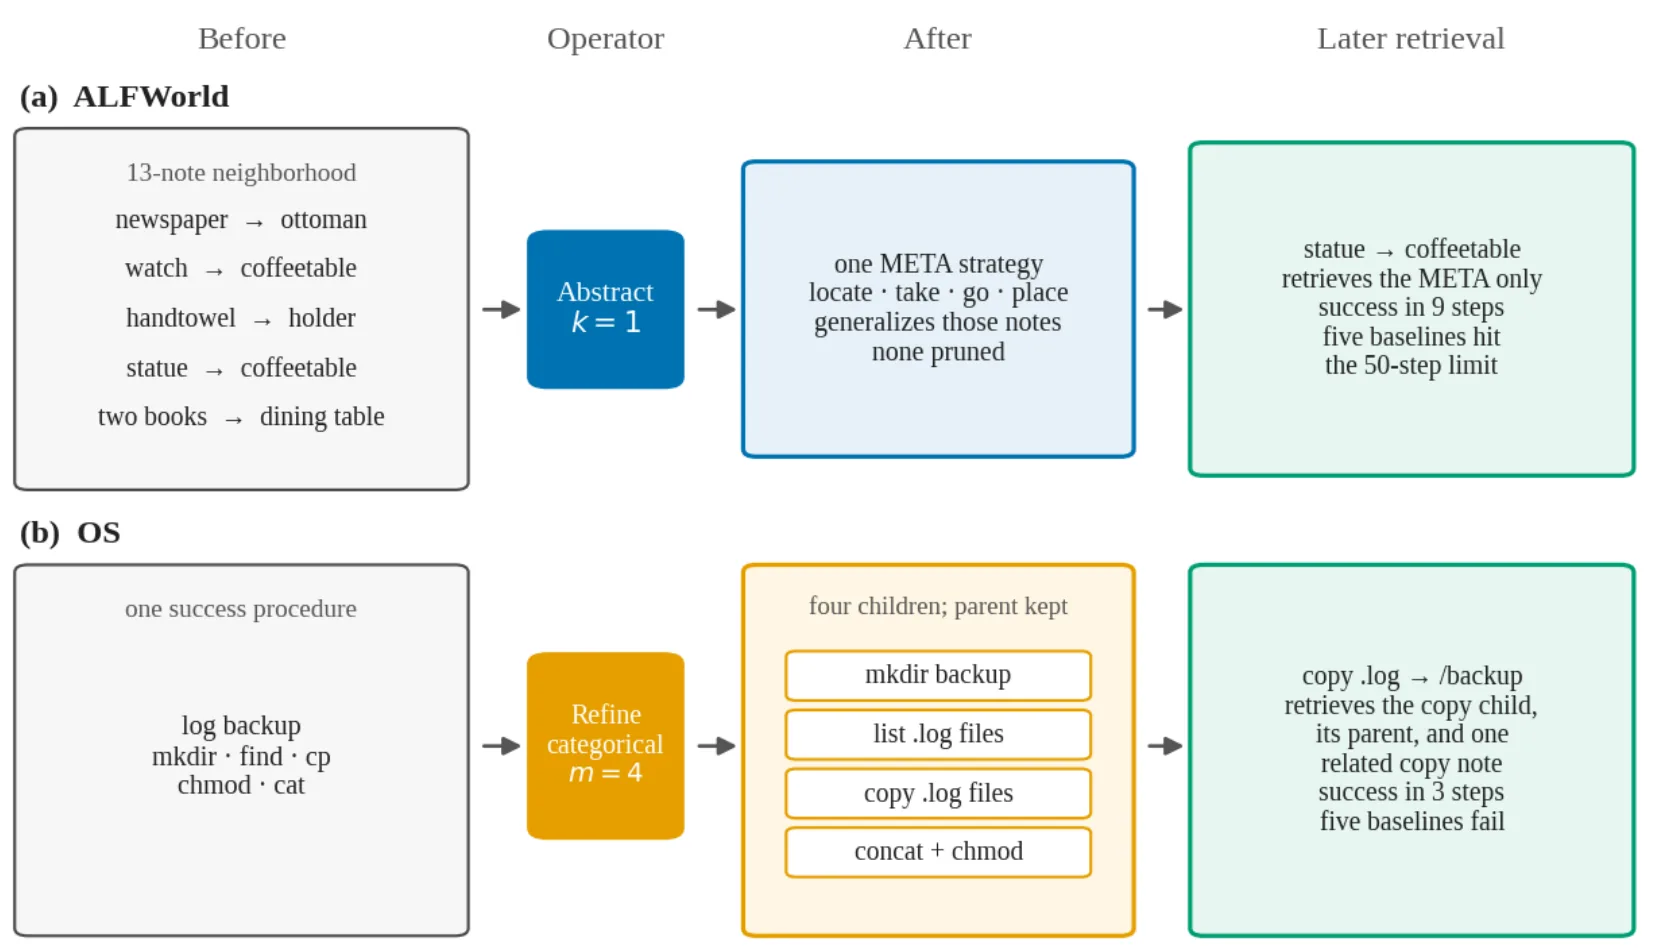 Before
Operator
After
Later retrieval
(a) ALFWorld
13-note neighborhood
newspaper → ottoman
watch → coffeetable
handtowel → holder
statue → coffeetable
two books → dining table
Abstract
k = 1
one META strategy
locate · take · go · place
generalizes those notes
none pruned
statue → coffeetable
retrieves the META only
success in 9 steps
five baselines hit
the 50-step limit
(b) OS
one success procedure
log backup
mkdir · find · cp
chmod · cat
Refine
categorical
m = 4
four children; parent kept
mkdir backup
list .log files
copy .log files
concat + chmod
copy .log → /backup
retrieves the copy child,
its parent, and one
related copy note
success in 3 steps
five baselines fail